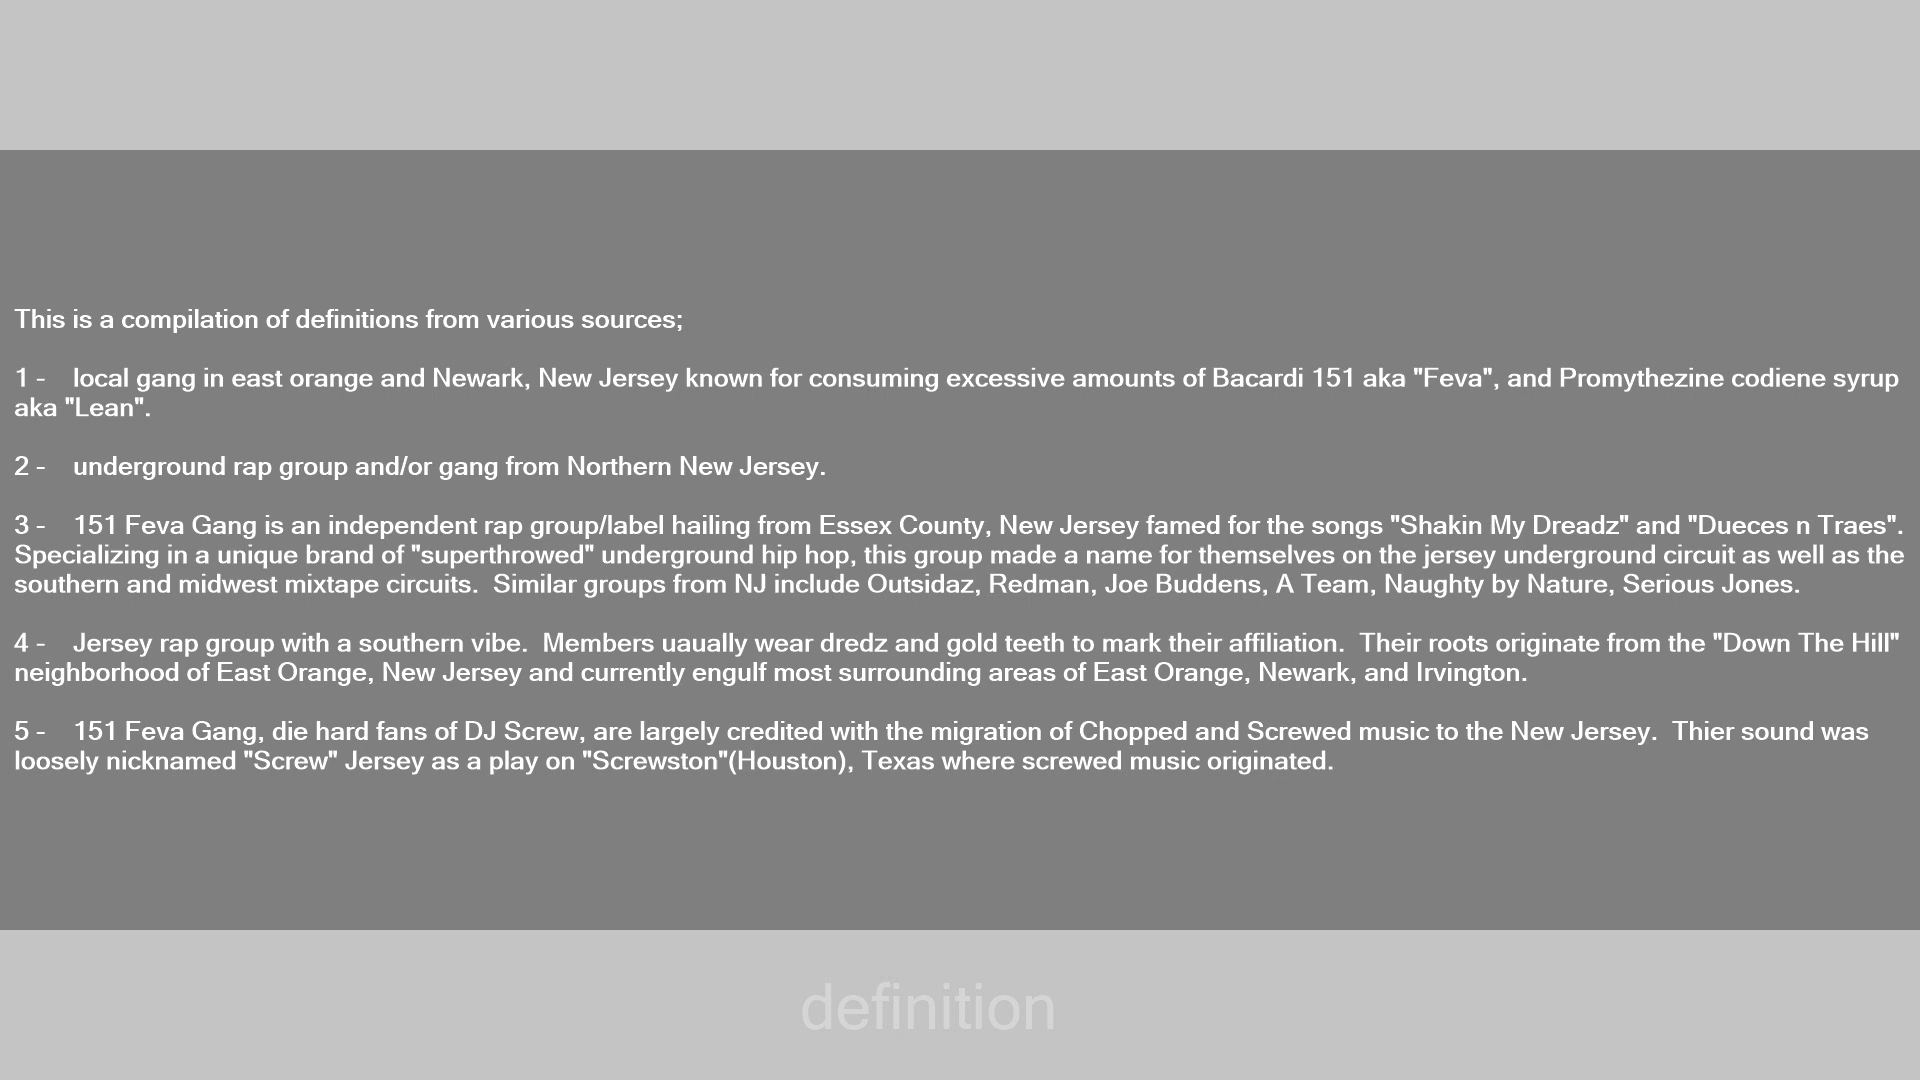 This is a compilation of definitions from various sources;
1 -    local gang in east orange and Newark, New Jersey known for consuming excessive amounts of Bacardi 151 aka "Feva", and Promythezine codiene syrup
aka "Lean".
2 -    underground rap group and/or gang from Northern New Jersey.
3 -    151 Feva Gang is an independent rap group/label hailing from Essex County, New Jersey famed for the songs "Shakin My Dreadz" and "Dueces n Traes".
Specializing in a unique brand of "superthrowed" underground hip hop, this group made a name for themselves on the jersey underground circuit as well as the
southern and midwest mixtape circuits.  Similar groups from NJ include Outsidaz, Redman, Joe Buddens, A Team, Naughty by Nature, Serious Jones.
4 -    Jersey rap group with a southern vibe.  Members uaually wear dredz and gold teeth to mark their affiliation.  Their roots originate from the "Down The Hill"
neighborhood of East Orange, New Jersey and currently engulf most surrounding areas of East Orange, Newark, and Irvington.
5 -    151 Feva Gang, die hard fans of DJ Screw, are largely credited with the migration of Chopped and Screwed music to the New Jersey.  Thier sound was
loosely nicknamed "Screw" Jersey as a play on "Screwston"(Houston), Texas where screwed music originated.
definition